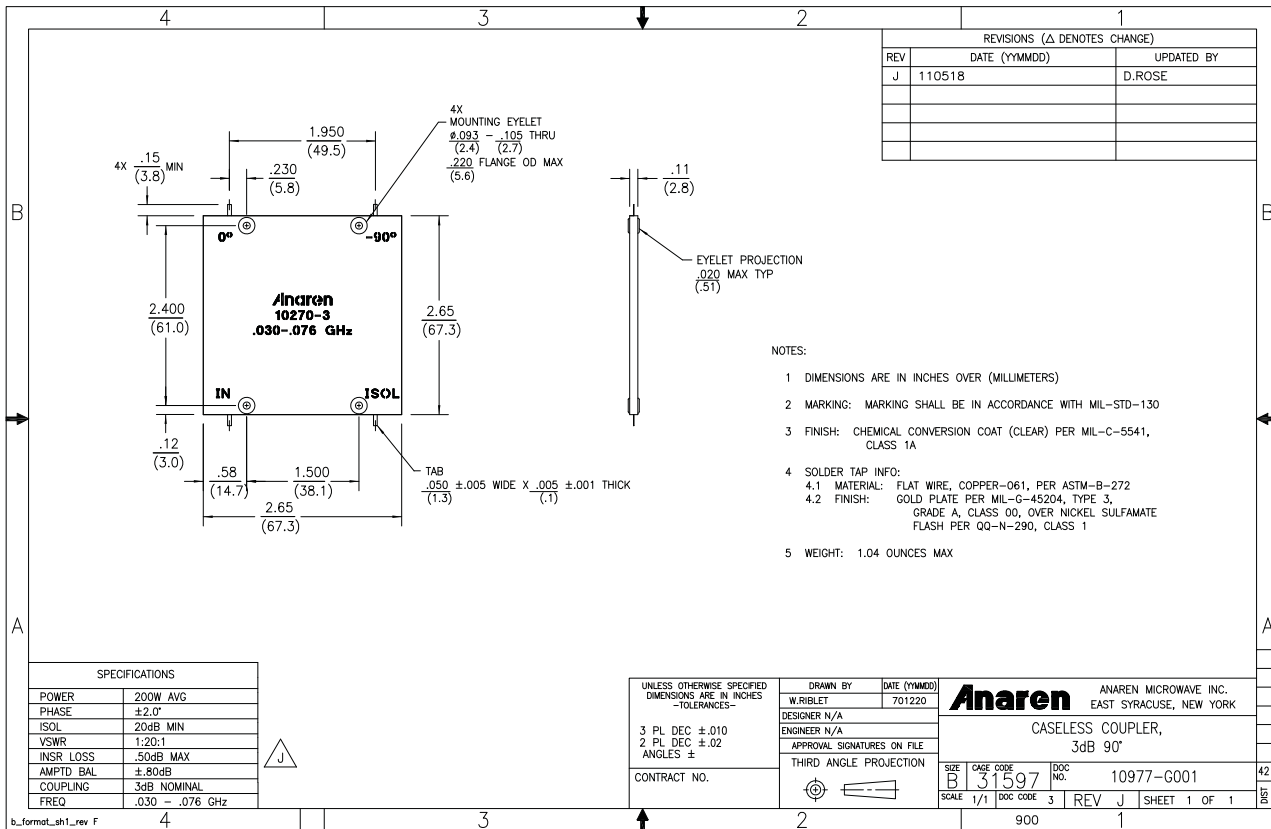 4 3 2 1
REVISIONS (△ DENOTES CHANGE)
REV DATE (YYMMDD) UPDATED BY
J 110518 D.ROSE
4X
MOUNTING EYELET
ø.093 - .105 THRU
(2.4) (2.7)
.220 FLANGE OD MAX
(5.6)
1.950
(49.5)
4X .15 MIN
(3.8)
.230
(5.8)
.11
(2.8)
B B
0° -90°
EYELET PROJECTION
.020 MAX TYP
(.51)
2.400
(61.0)
Anaren
10270-3
.030-.076 GHz
2.65
(67.3)
IN ISOL
.12
(3.0)
.58
(14.7)
1.500
(38.1)
TAB
.050 ±.005 WIDE X .005 ±.001 THICK
(1.3) (.1)
2.65
(67.3)
NOTES:
1 DIMENSIONS ARE IN INCHES OVER (MILLIMETERS)
2 MARKING: MARKING SHALL BE IN ACCORDANCE WITH MIL-STD-130
3 FINISH: CHEMICAL CONVERSION COAT (CLEAR) PER MIL-C-5541,
CLASS 1A
4 SOLDER TAP INFO:
4.1 MATERIAL: FLAT WIRE, COPPER-061, PER ASTM-B-272
4.2 FINISH: GOLD PLATE PER MIL-G-45204, TYPE 3,
GRADE A, CLASS 00, OVER NICKEL SULFAMATE
FLASH PER QQ-N-290, CLASS 1
5 WEIGHT: 1.04 OUNCES MAX
A A
SPECIFICATIONS
POWER 200W AVG
PHASE ±2.0°
ISOL 20dB MIN
VSWR 1:20:1
INSR LOSS .50dB MAX
AMPTD BAL ±.80dB
COUPLING 3dB NOMINAL
FREQ .030 - .076 GHz
J
UNLESS OTHERWISE SPECIFIED
DIMENSIONS ARE IN INCHES
-TOLERANCES-
3 PL DEC ±.010
2 PL DEC ±.02
ANGLES ±
CONTRACT NO.
DRAWN BY DATE (YYMMDD)
W.RIBLET 701220
DESIGNER N/A
ENGINEER N/A
APPROVAL SIGNATURES ON FILE
THIRD ANGLE PROJECTION
Anaren
ANAREN MICROWAVE INC.
EAST SYRACUSE, NEW YORK
CASELESS COUPLER,
3dB 90°
SIZE B CAGE CODE 31597 DOC NO. 10977-G001
SCALE 1/1 DOC CODE 3 REV J SHEET 1 OF 1
42
DIST
b_format_sh1_rev F
4 3 2 900 1